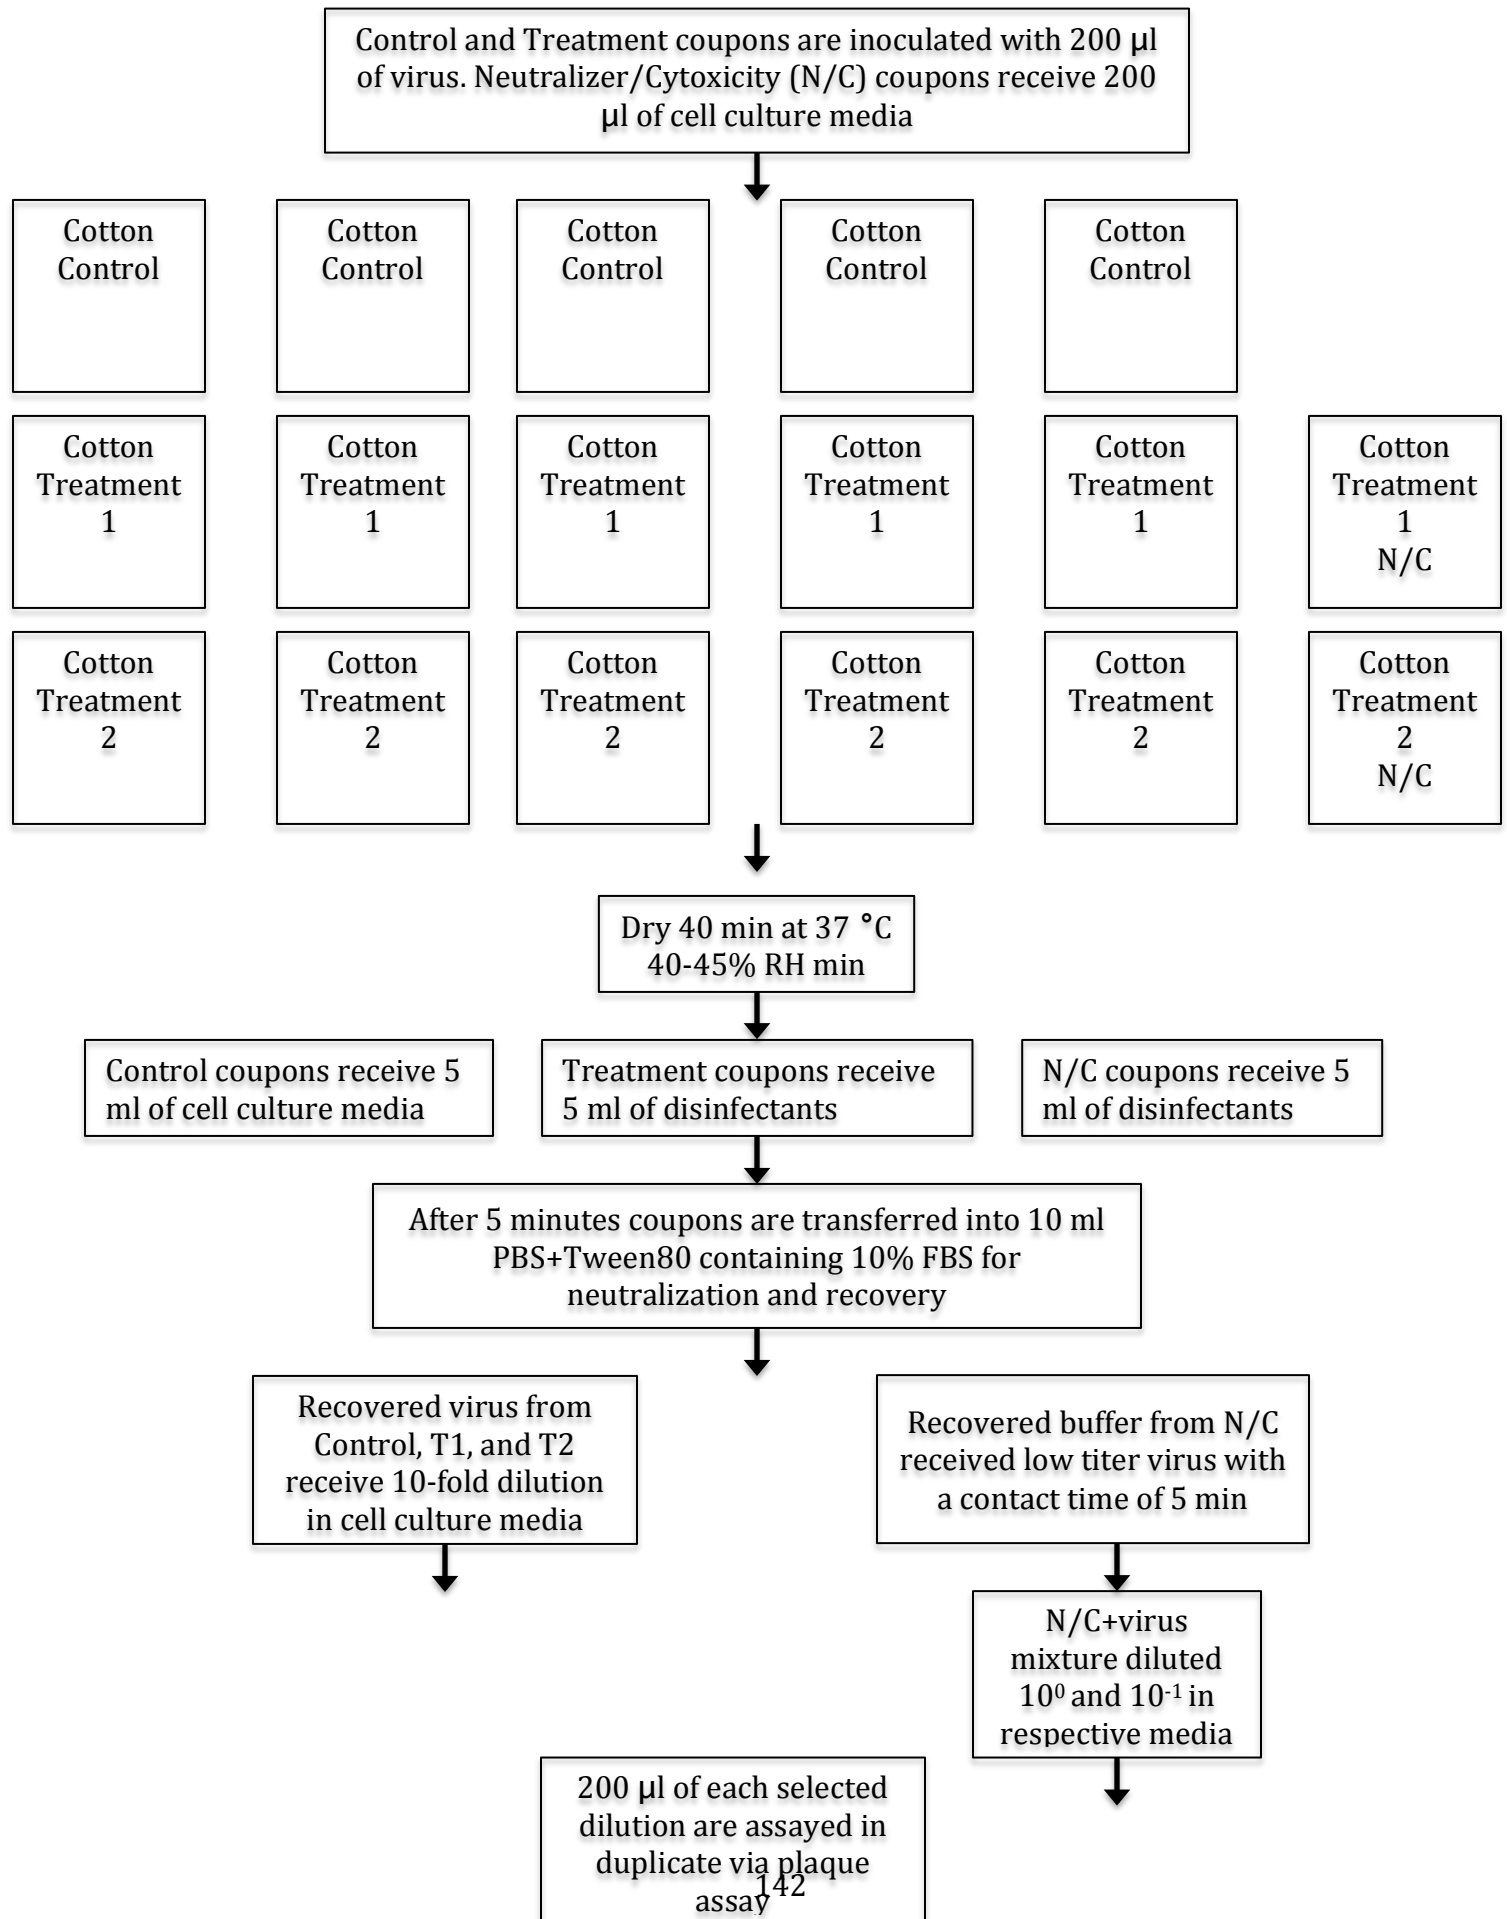 Control and Treatment coupons are inoculated with 200 μl
of virus. Neutralizer/Cytoxicity (N/C) coupons receive 200
μl of cell culture media
Cotton
Control
Cotton
Control
Cotton
Control
Cotton
Control
Cotton
Control
Cotton
Treatment
1
Cotton
Treatment
1
Cotton
Treatment
1
Cotton
Treatment
1
Cotton
Treatment
1
Cotton
Treatment
1
N/C
Cotton
Treatment
2
Cotton
Treatment
2
Cotton
Treatment
2
Cotton
Treatment
2
Cotton
Treatment
2
Cotton
Treatment
2
N/C
Dry 40 min at 37 °C
40-45% RH min
Control coupons receive 5
ml of cell culture media
Treatment coupons receive
5 ml of disinfectants
N/C coupons receive 5
ml of disinfectants
After 5 minutes coupons are transferred into 10 ml
PBS+Tween80 containing 10% FBS for
neutralization and recovery
Recovered virus from
Control, T1, and T2
receive 10-fold dilution
in cell culture media
Recovered buffer from N/C
received low titer virus with
a contact time of 5 min
N/C+virus
mixture diluted
10⁰ and 10⁻¹ in
respective media
200 μl of each selected
dilution are assayed in
duplicate via plaque
assay
142